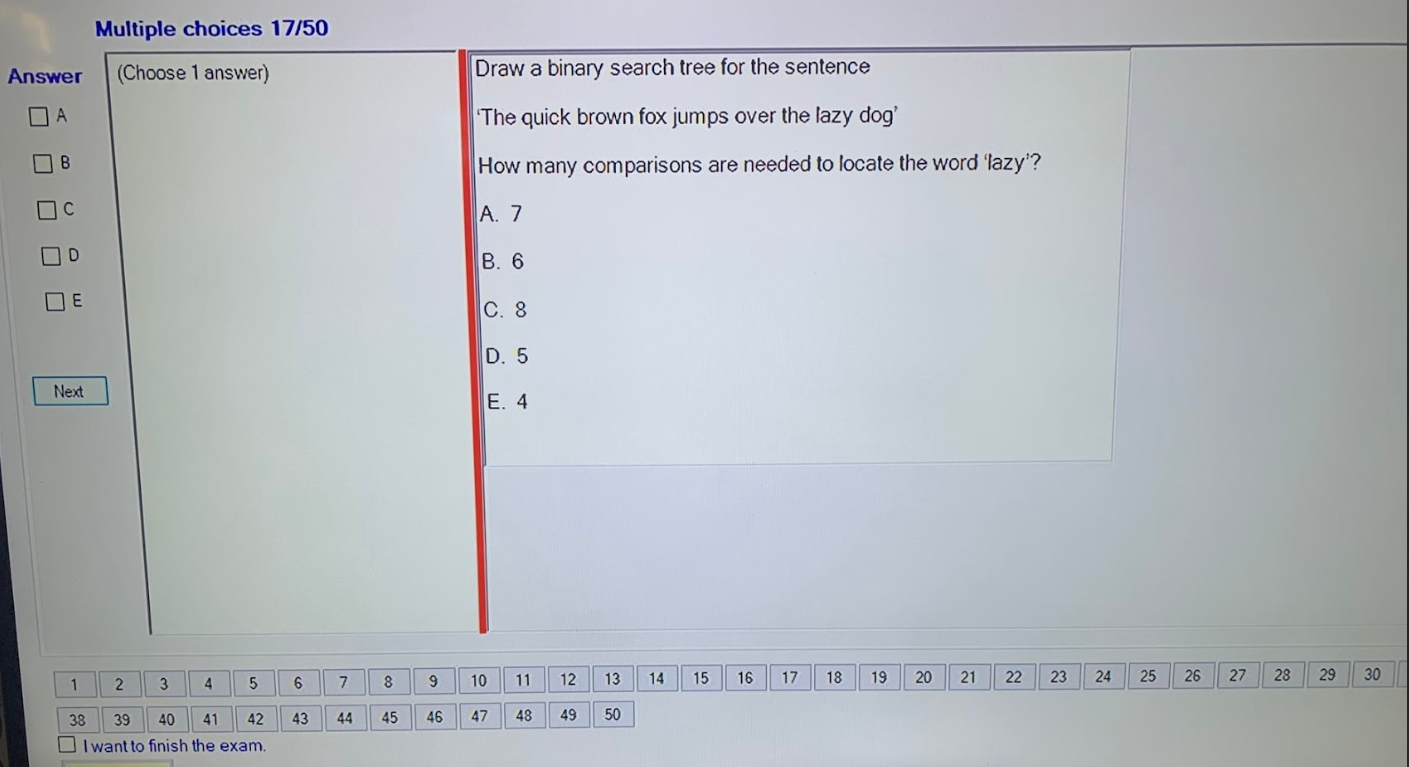 Multiple choices 17/50
Answer
(Choose 1 answer)
A
B
C
D
E
Next
Draw a binary search tree for the sentence
‘The quick brown fox jumps over the lazy dog’
How many comparisons are needed to locate the word ‘lazy’?
A. 7
B. 6
C. 8
D. 5
E. 4
1 2 3 4 5 6 7 8 9 10 11 12 13 14 15 16 17 18 19 20 21 22 23 24 25 26 27 28 29 30
38 39 40 41 42 43 44 45 46 47 48 49 50
I want to finish the exam.